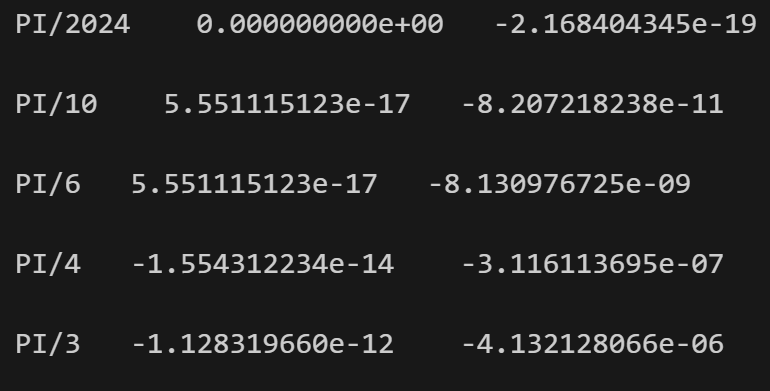 PI/2024    0.000000000e+00   -2.168404345e-19
PI/10    5.551115123e-17   -8.207218238e-11
PI/6   5.551115123e-17   -8.130976725e-09
PI/4   -1.554312234e-14    -3.116113695e-07
PI/3   -1.128319660e-12    -4.132128066e-06